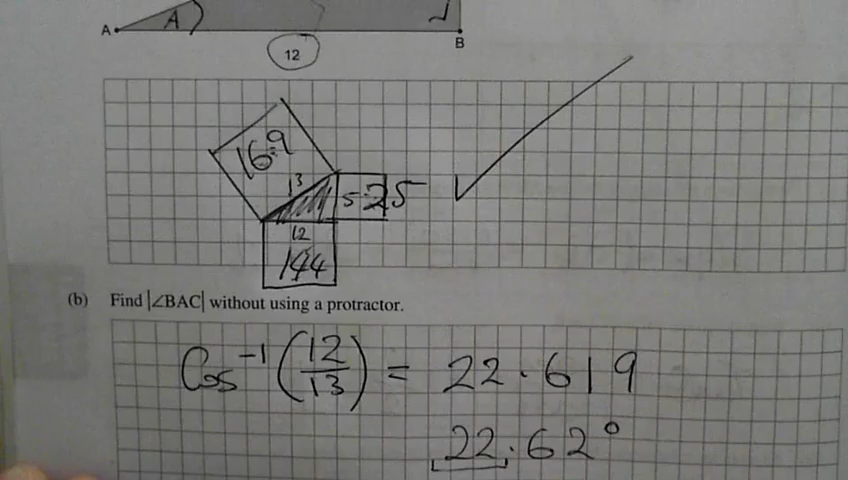 A A B
12
169
13
5 25
12
144
(b) Find |∠BAC| without using a protractor.
Cos⁻¹(12/13) = 22.619
22.62°